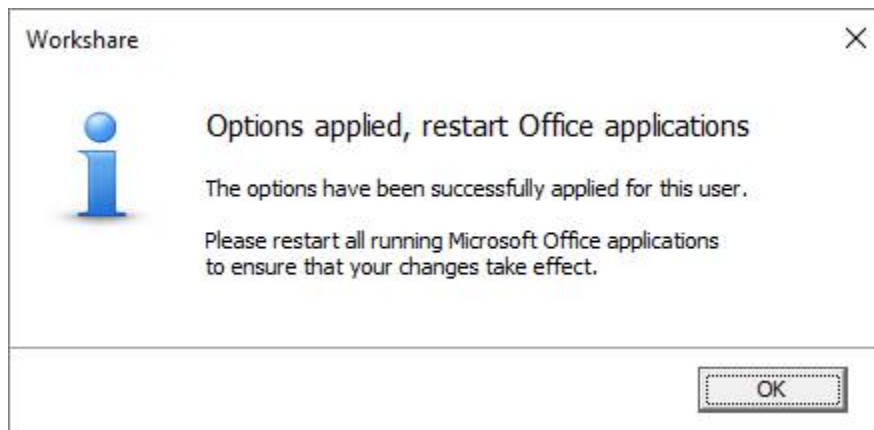 Workshare
Options applied, restart Office applications
The options have been successfully applied for this user.
Please restart all running Microsoft Office applications
to ensure that your changes take effect.
OK